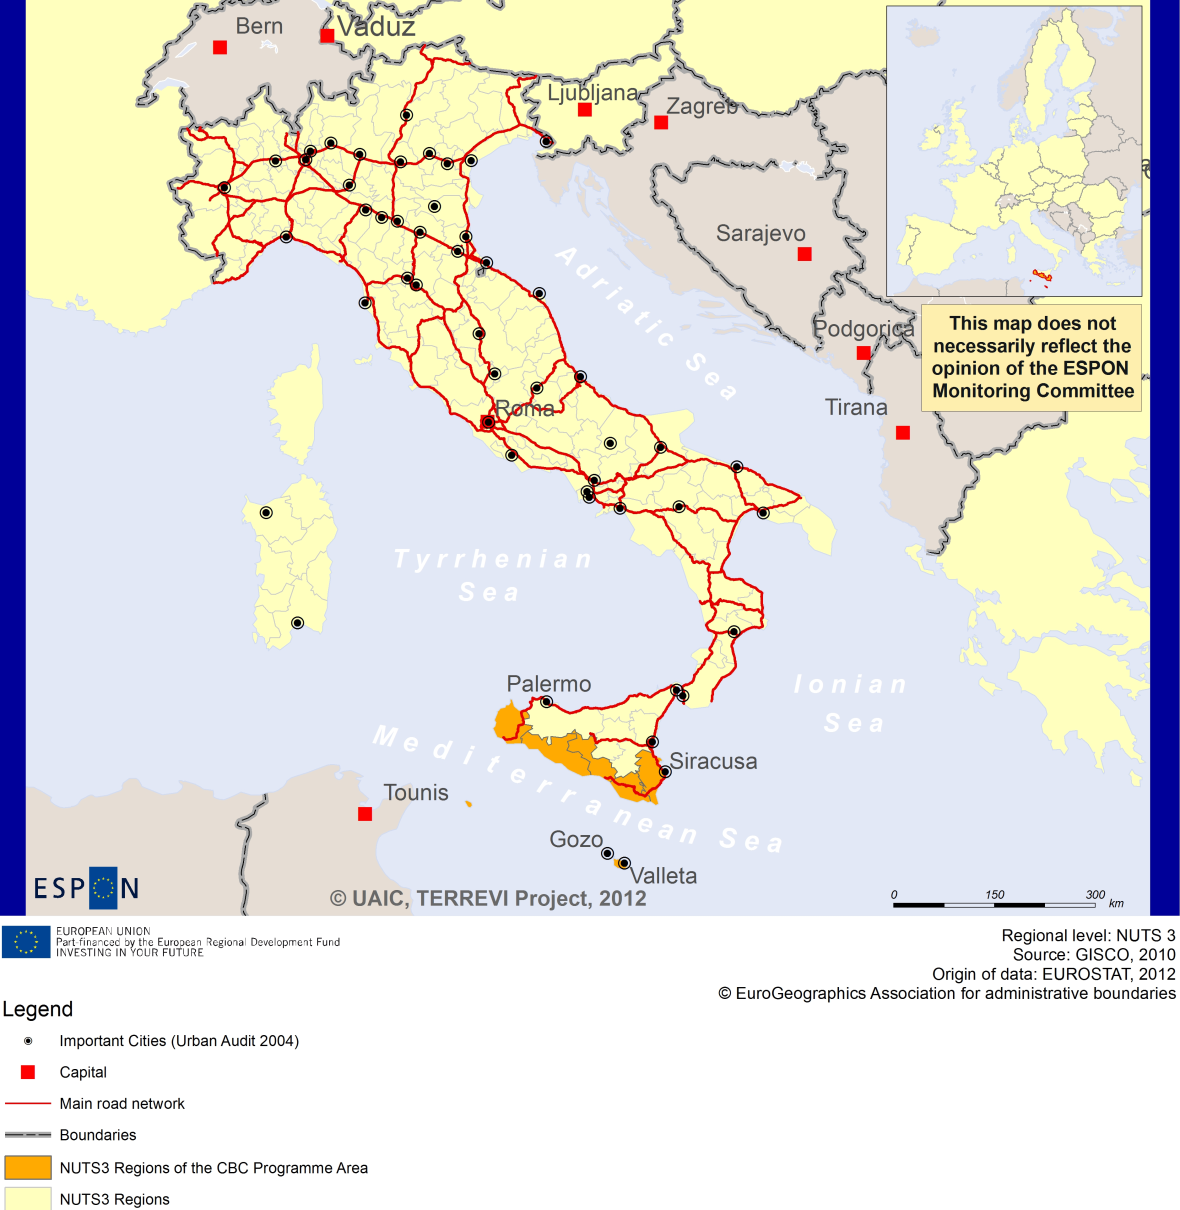 Bern
Vaduz
Ljubljana
Zagreb
Sarajevo
Adriatic Sea
Podgorica
This map does not
necessarily reflect the
opinion of the ESPON
Monitoring Committee
Tirana
Roma
Tyrrhenian
Sea
Palermo
Ionian
Sea
Mediterranean Sea
Siracusa
Tounis
Gozo
Valleta
ESPON
© UAIC, TERREVI Project, 2012
0 150 300
km
EUROPEAN UNION
Part-financed by the European Regional Development Fund
INVESTING IN YOUR FUTURE
Regional level: NUTS 3
Source: GISCO, 2010
Origin of data: EUROSTAT, 2012
© EuroGeographics Association for administrative boundaries
Legend
Important Cities (Urban Audit 2004)
Capital
Main road network
Boundaries
NUTS3 Regions of the CBC Programme Area
NUTS3 Regions